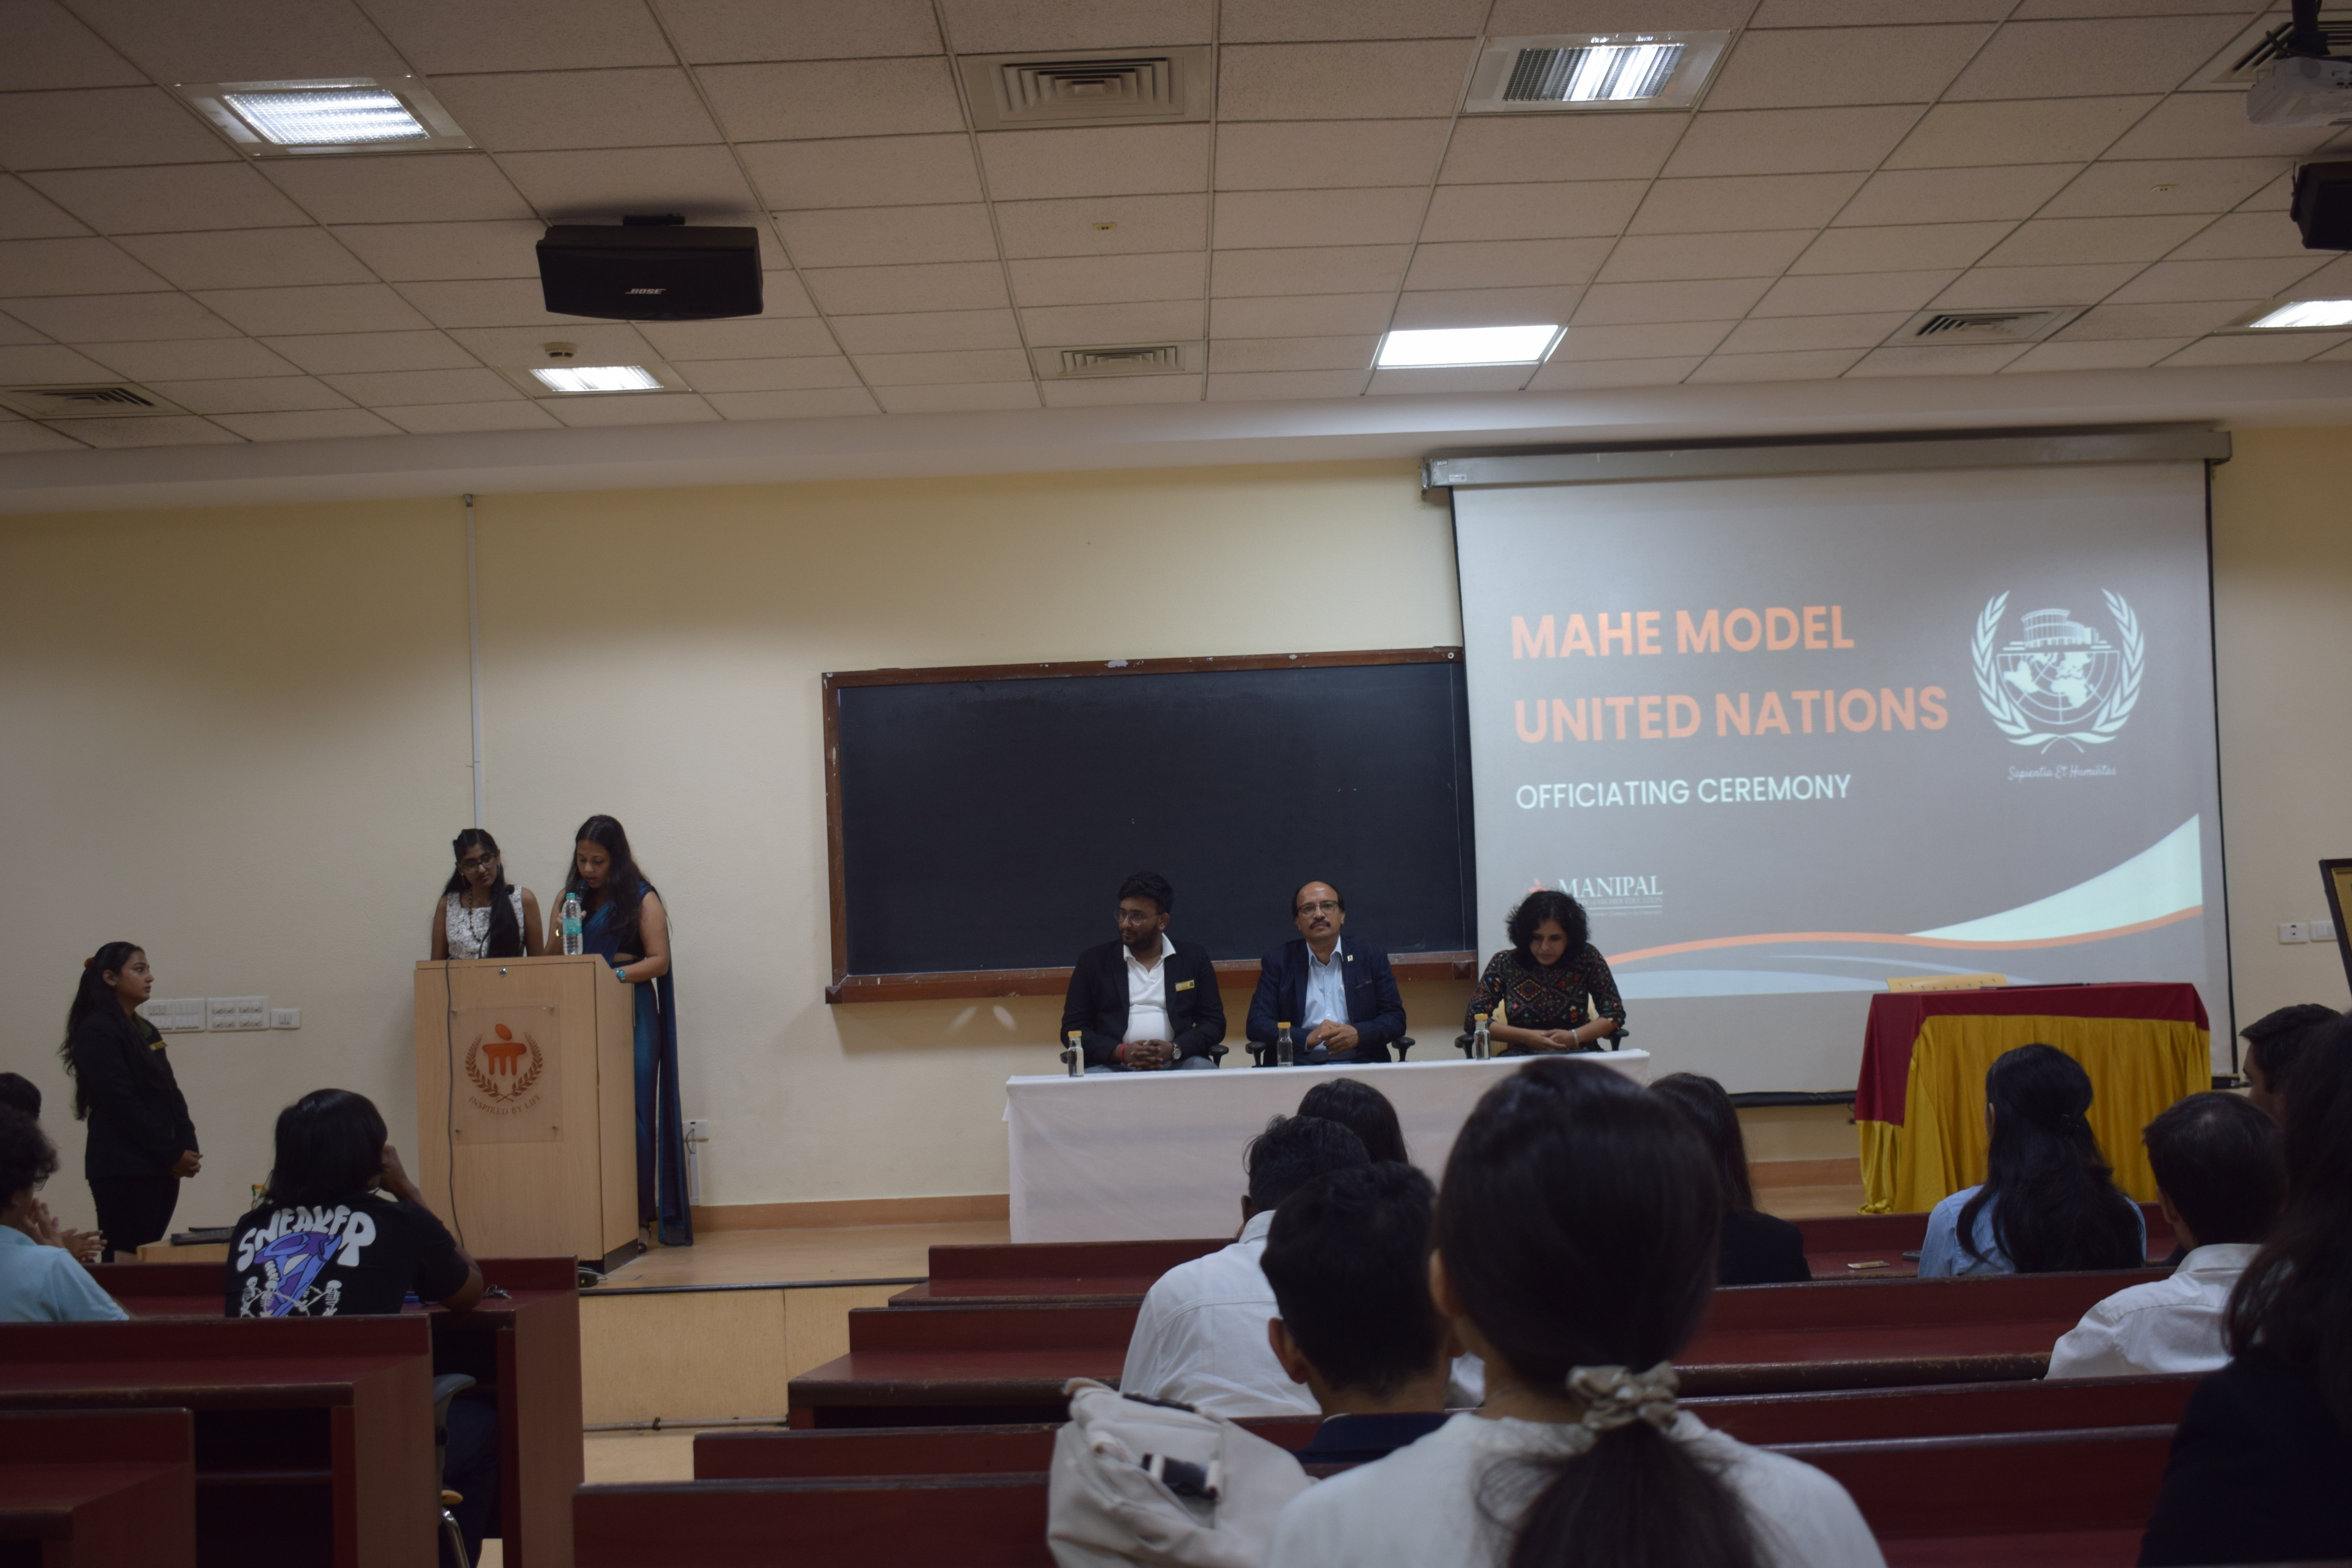 BOSE
MAHE MODEL
UNITED NATIONS
OFFICIATING CEREMONY
Sapientia Et Humilitas
MANIPAL
INSPIRED BY LIFE
SNEAKER